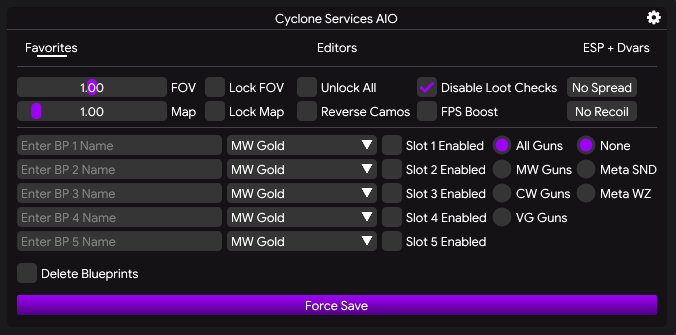 Cyclone Services AIO
Favorites Editors ESP + Dvars
1.00 FOV Lock FOV Unlock All Disable Loot Checks No Spread
1.00 Map Lock Map Reverse Camos FPS Boost No Recoil
Enter BP 1 Name MW Gold Slot 1 Enabled All Guns None
Enter BP 2 Name MW Gold Slot 2 Enabled MW Guns Meta SND
Enter BP 3 Name MW Gold Slot 3 Enabled CW Guns Meta WZ
Enter BP 4 Name MW Gold Slot 4 Enabled VG Guns
Enter BP 5 Name MW Gold Slot 5 Enabled
Delete Blueprints
Force Save